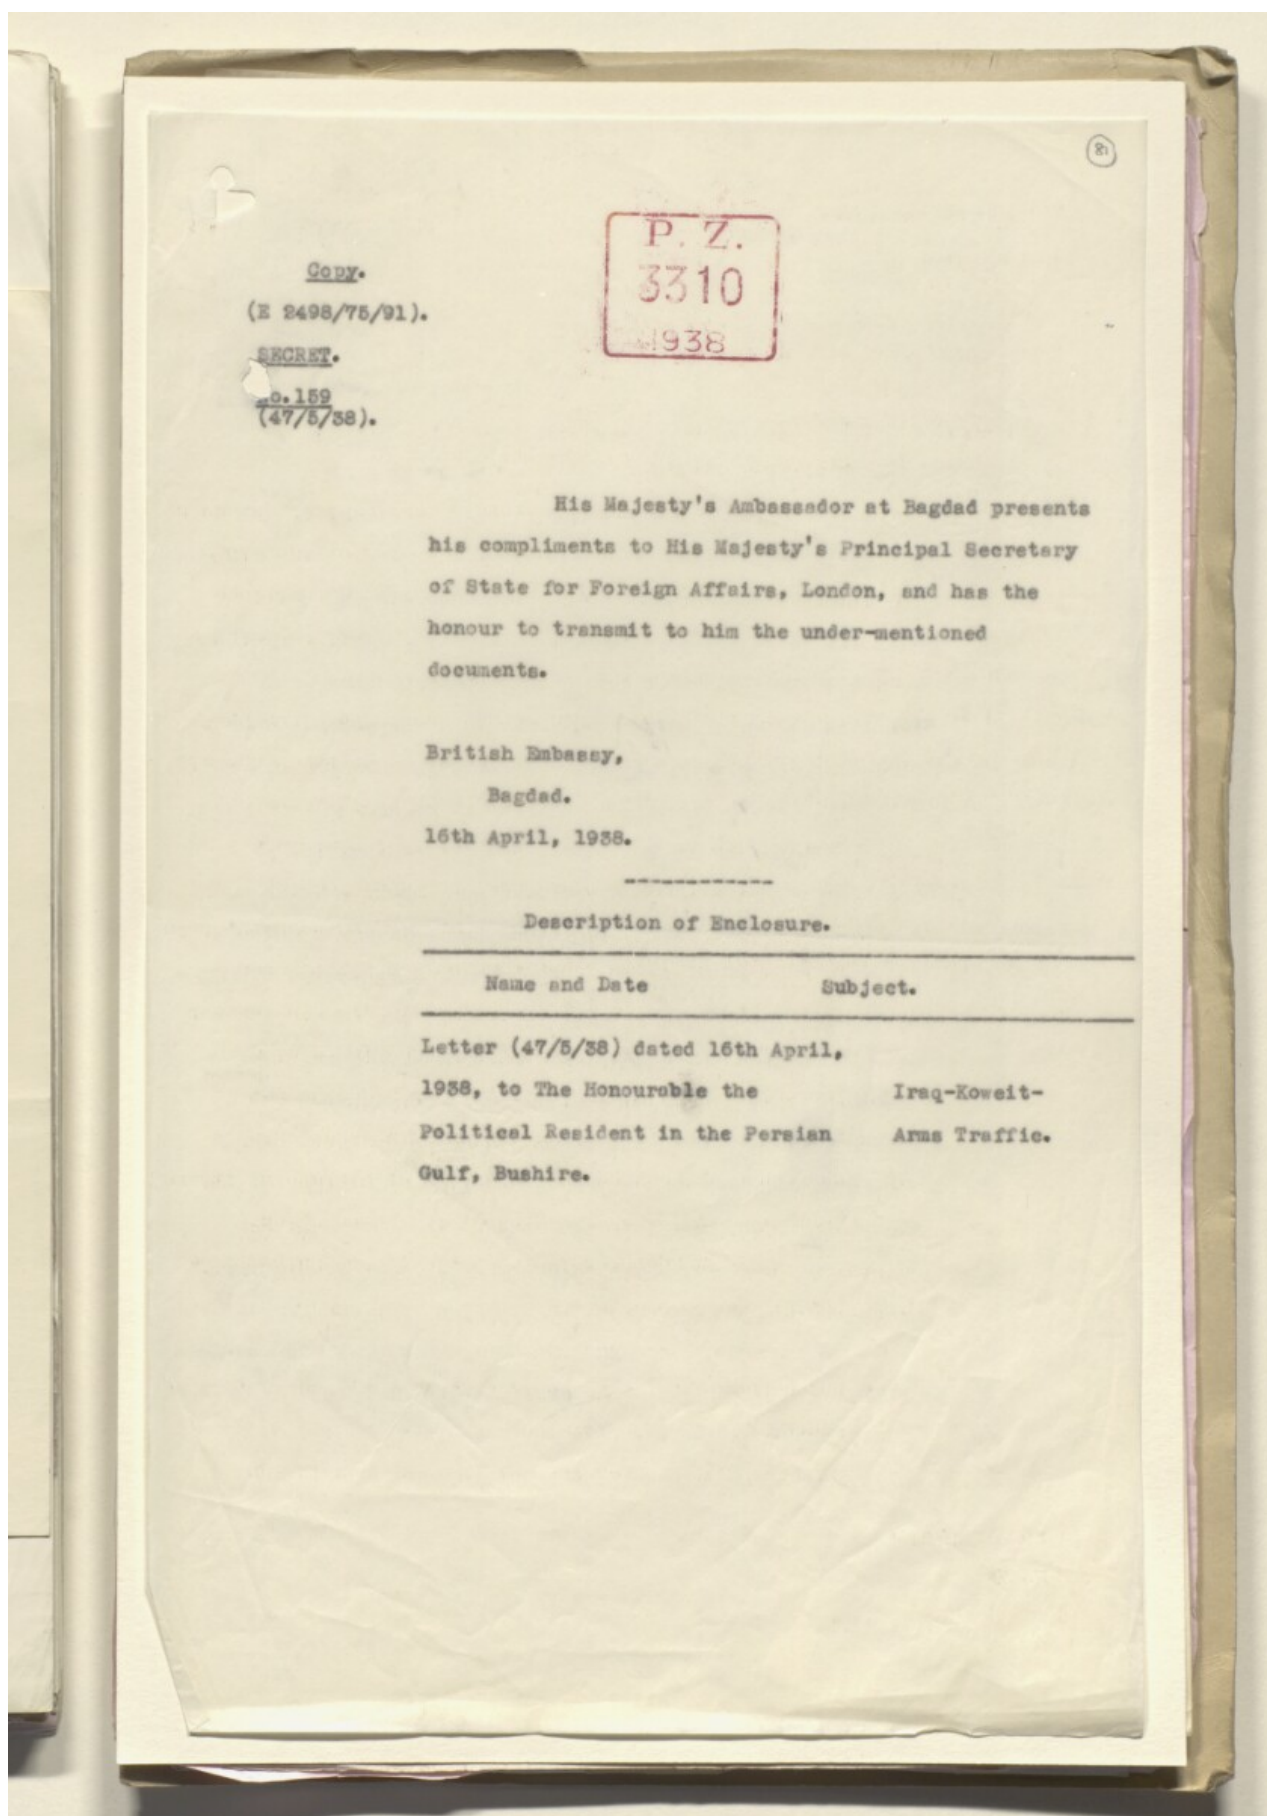 81
P. Z.
3310
1938
Copy.
(E 2498/75/91).
SECRET.
No.159
(47/5/38).
His Majesty's Ambassador at Bagdad presents
his compliments to His Majesty's Principal Secretary
of State for Foreign Affairs, London, and has the
honour to transmit to him the under-mentioned
documents.
British Embassy,
Bagdad.
16th April, 1938.
------------
Description of Enclosure.
Name and Date Subject.
Letter (47/5/38) dated 16th April,
1938, to The Honourable the Iraq-Koweit-
Political Resident in the Persian Arms Traffic.
Gulf, Bushire.